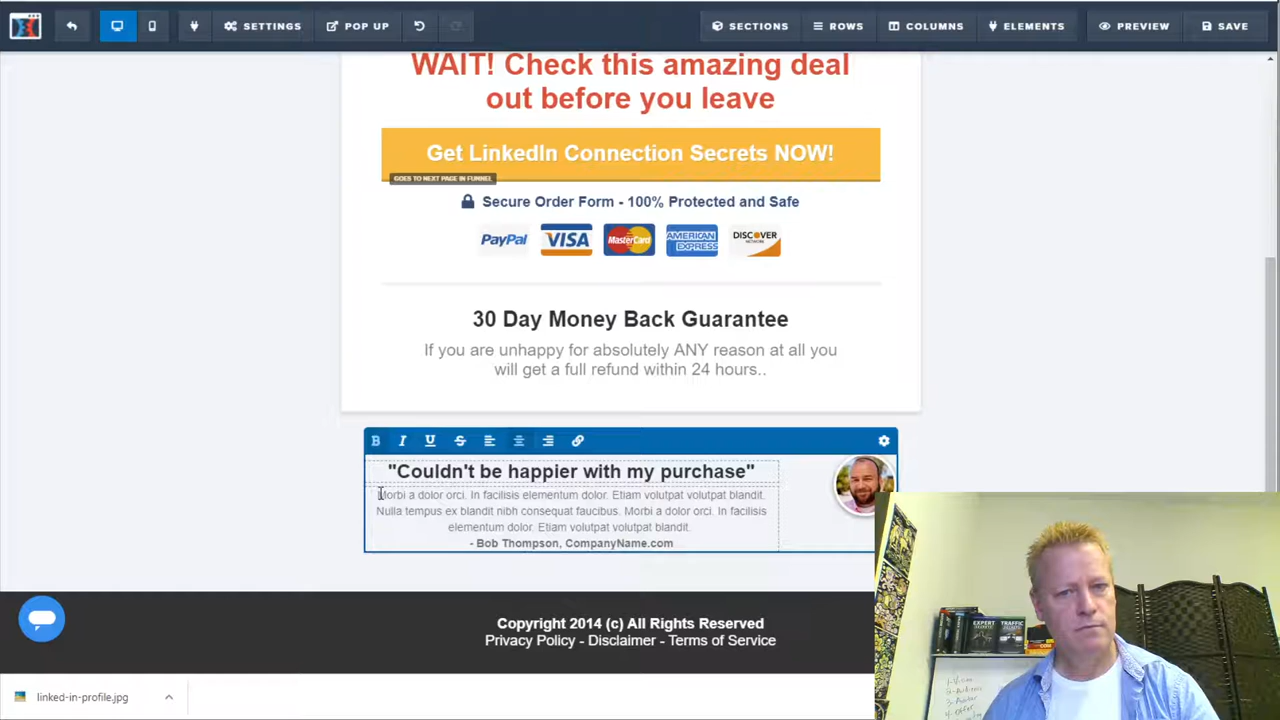 SETTINGS
POP UP
SECTIONS
ROWS
COLUMNS
ELEMENTS
PREVIEW
SAVE
WAIT! Check this amazing deal
out before you leave
Get LinkedIn Connection Secrets NOW!
GOES TO NEXT PAGE IN FUNNEL
Secure Order Form - 100% Protected and Safe
PayPal
VISA
MasterCard
AMERICAN
EXPRESS
DISCOVER
NETWORK
30 Day Money Back Guarantee
If you are unhappy for absolutely ANY reason at all you
will get a full refund within 24 hours..
B I U S
"Couldn't be happier with my purchase"
Morbi a dolor orci. In facilisis elementum dolor. Etiam volutpat volutpat blandit.
Nulla tempus ex blandit nibh consequat faucibus. Morbi a dolor orci. In facilisis
elementum dolor. Etiam volutpat volutpat blandit.
- Bob Thompson, CompanyName.com
EXPERT
SECRETS
TRAFFIC
SECRETS
Copyright 2014 (c) All Rights Reserved
Privacy Policy - Disclaimer - Terms of Service
linked-in-profile.jpg